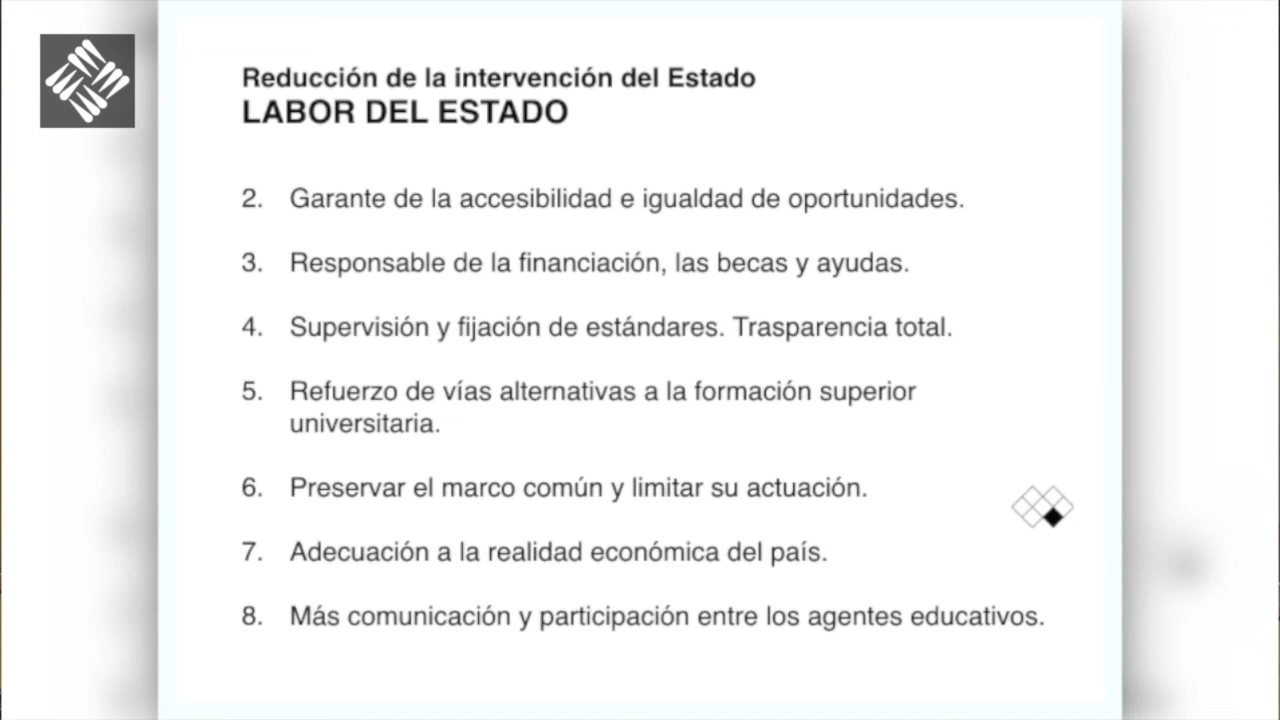 Reducción de la intervención del Estado
LABOR DEL ESTADO
2. Garante de la accesibilidad e igualdad de oportunidades.
3. Responsable de la financiación, las becas y ayudas.
4. Supervisión y fijación de estándares. Trasparencia total.
5. Refuerzo de vías alternativas a la formación superior
universitaria.
6. Preservar el marco común y limitar su actuación.
7. Adecuación a la realidad económica del país.
8. Más comunicación y participación entre los agentes educativos.